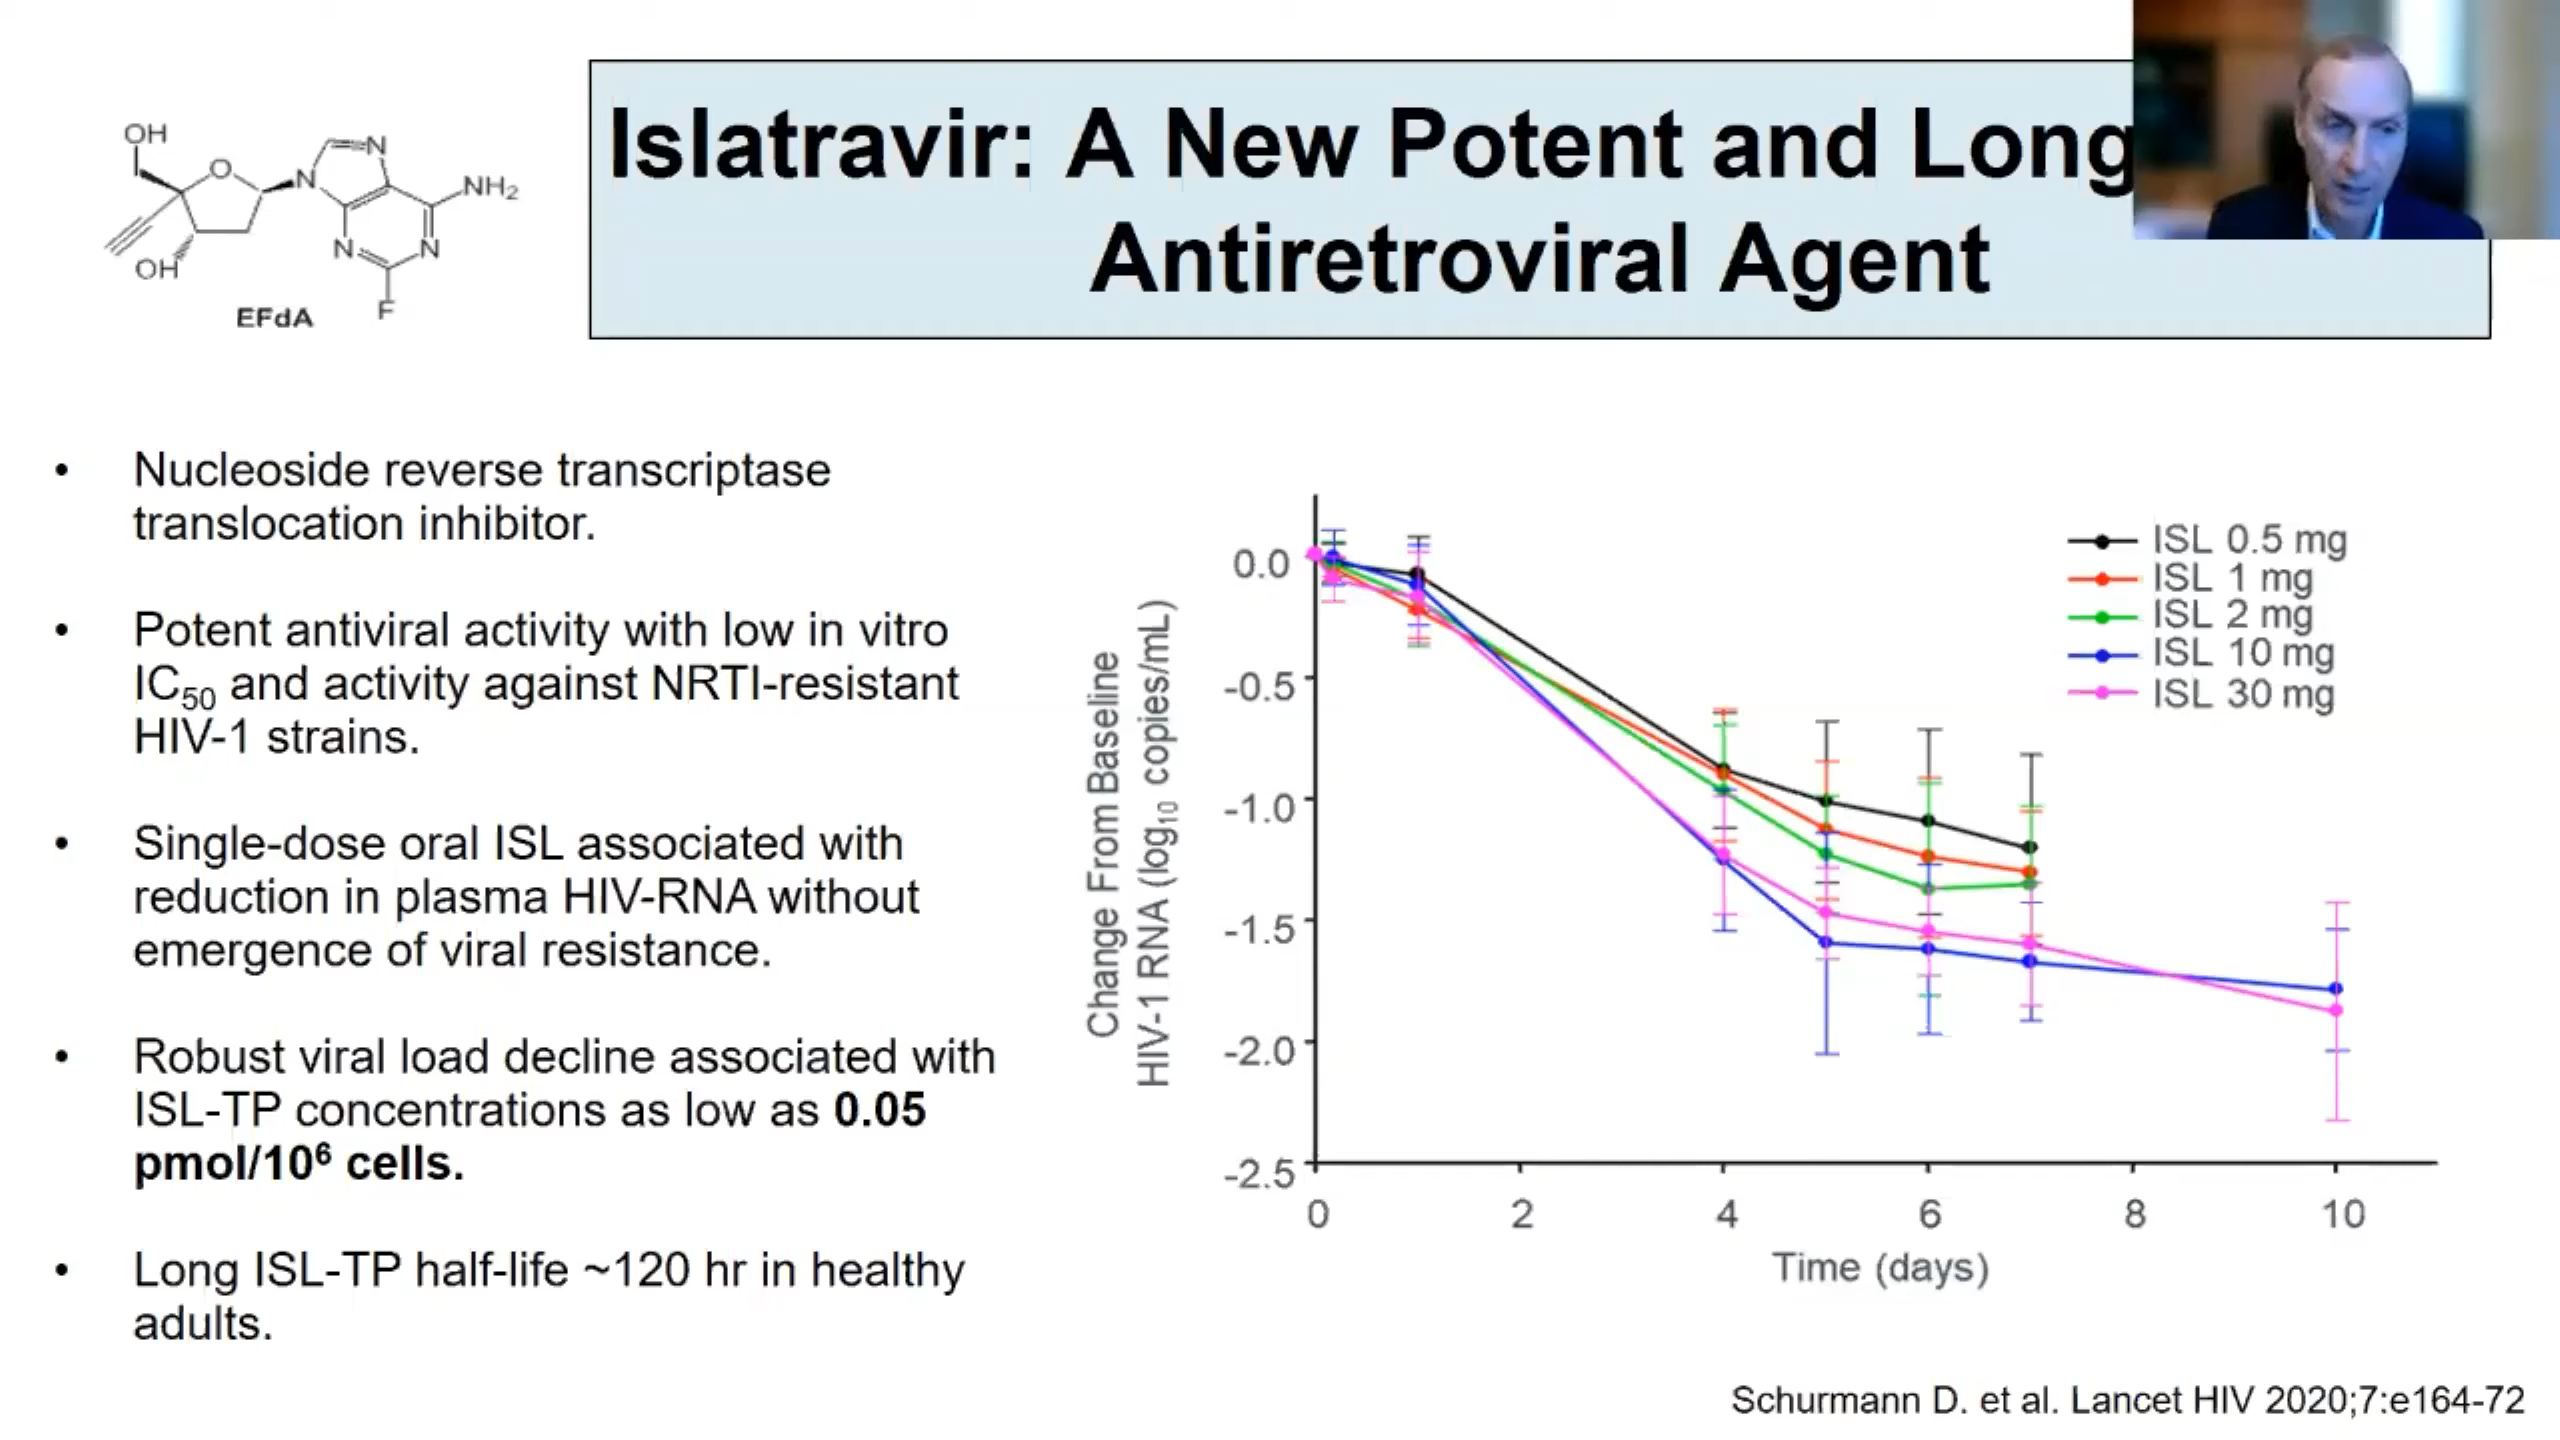 Islatravir: A New Potent and Long
Antiretroviral Agent
OH
O
N
N
NH₂
N
N
OH
F
EFdA
• Nucleoside reverse transcriptase
translocation inhibitor.
• Potent antiviral activity with low in vitro
IC₅₀ and activity against NRTI-resistant
HIV-1 strains.
• Single-dose oral ISL associated with
reduction in plasma HIV-RNA without
emergence of viral resistance.
• Robust viral load decline associated with
ISL-TP concentrations as low as 0.05
pmol/10⁶ cells.
• Long ISL-TP half-life ~120 hr in healthy
adults.
Change From Baseline
HIV-1 RNA (log₁₀ copies/mL)
0.0
-0.5
-1.0
-1.5
-2.0
-2.5
0 2 4 6 8 10
Time (days)
ISL 0.5 mg
ISL 1 mg
ISL 2 mg
ISL 10 mg
ISL 30 mg
Schurmann D. et al. Lancet HIV 2020;7:e164-72